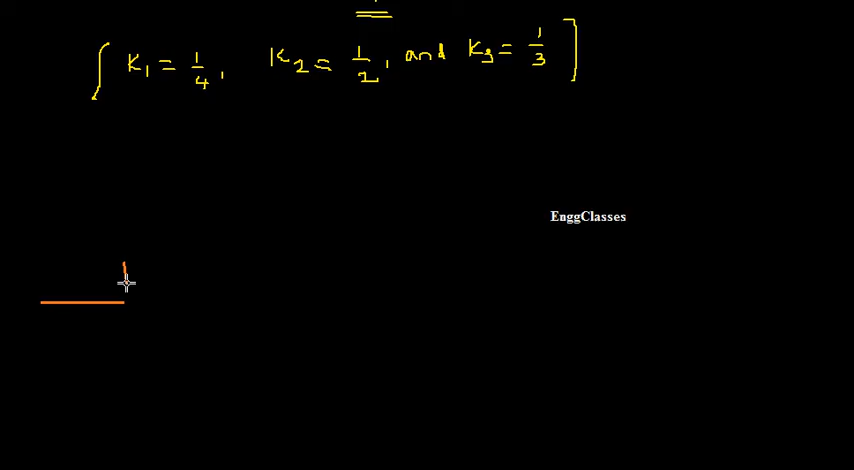 [ K1 = 1/4, K2 = 1/2, and K3 = 1/3 ]
EnggClasses